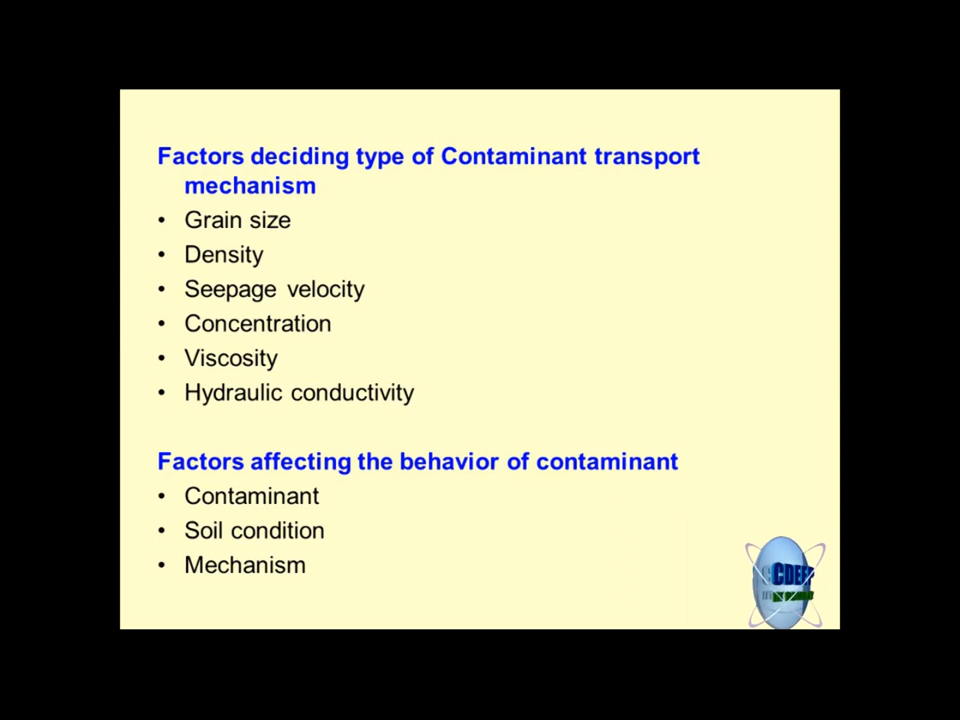 Factors deciding type of Contaminant transport
mechanism
• Grain size
• Density
• Seepage velocity
• Concentration
• Viscosity
• Hydraulic conductivity
Factors affecting the behavior of contaminant
• Contaminant
• Soil condition
• Mechanism
CDEEP